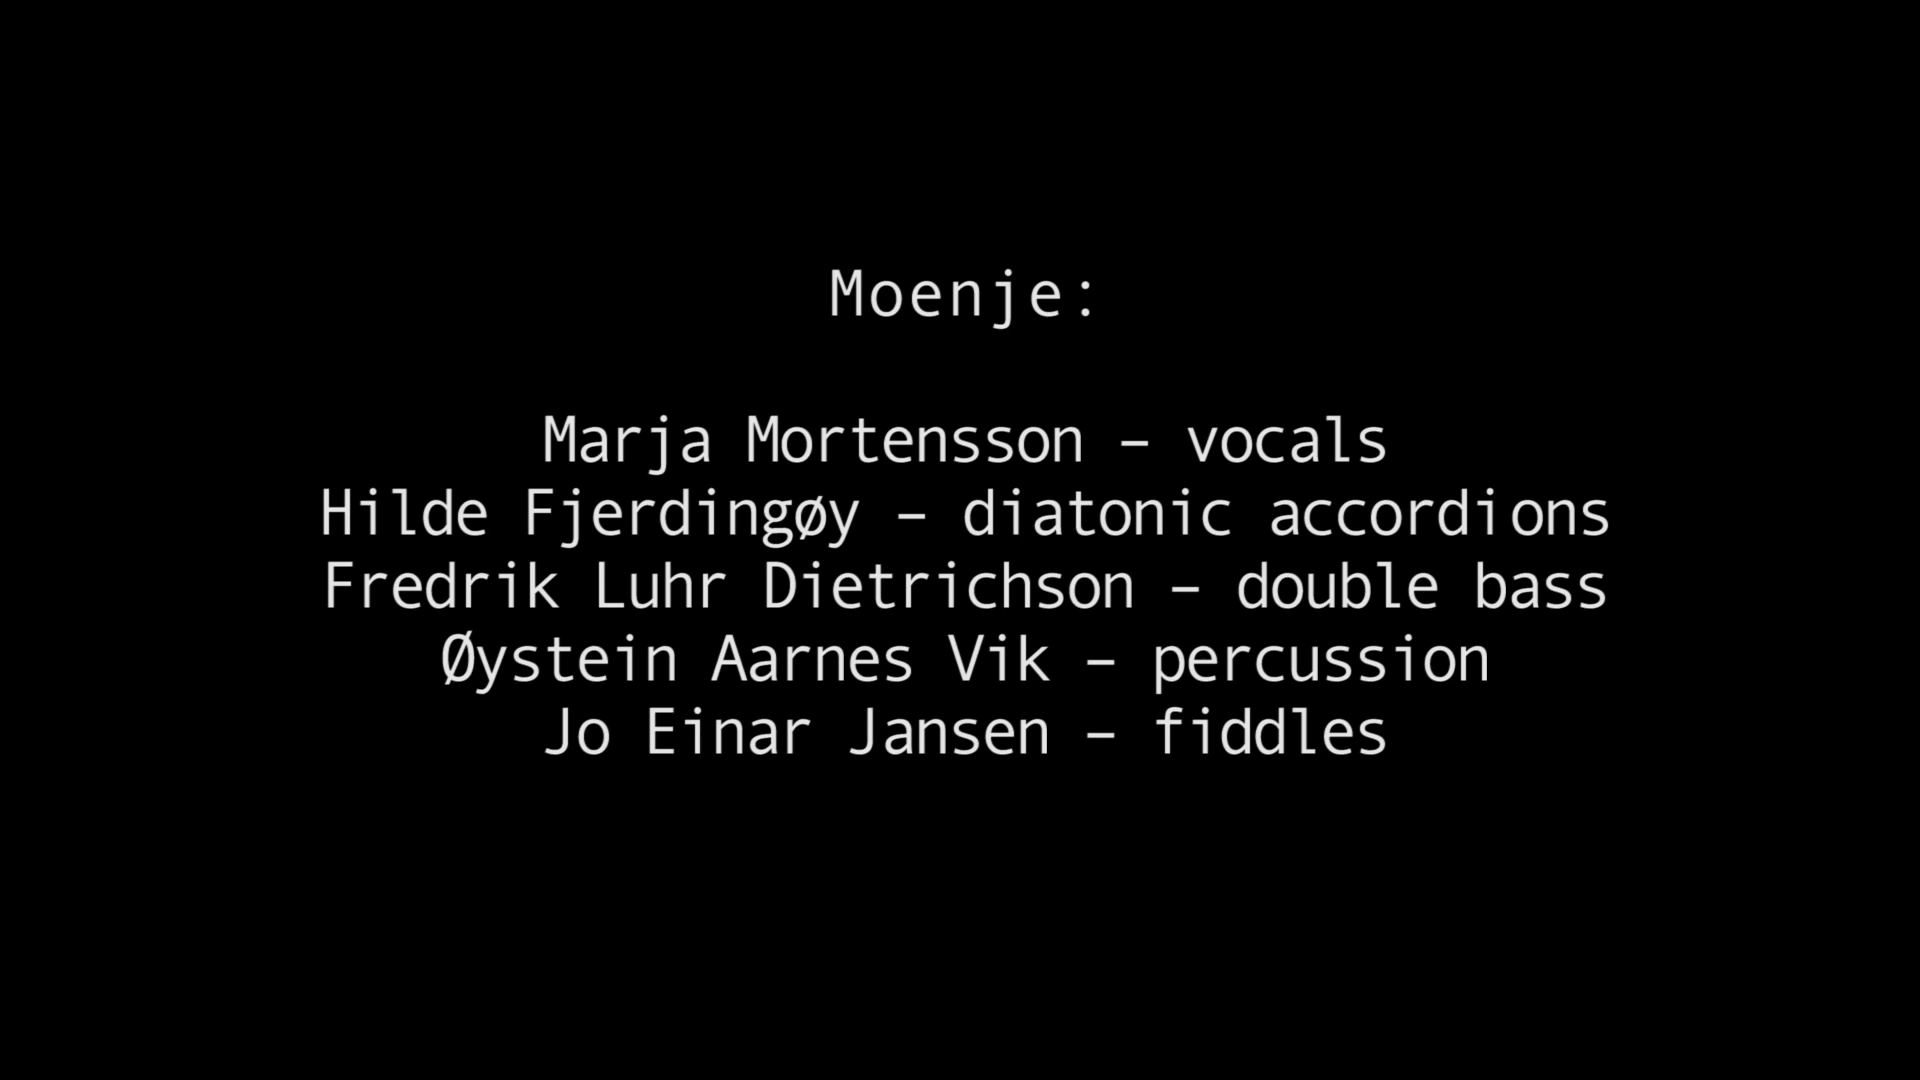 Moenje:
Marja Mortensson – vocals
Hilde Fjerdingøy – diatonic accordions
Fredrik Luhr Dietrichson – double bass
Øystein Aarnes Vik – percussion
Jo Einar Jansen – fiddles